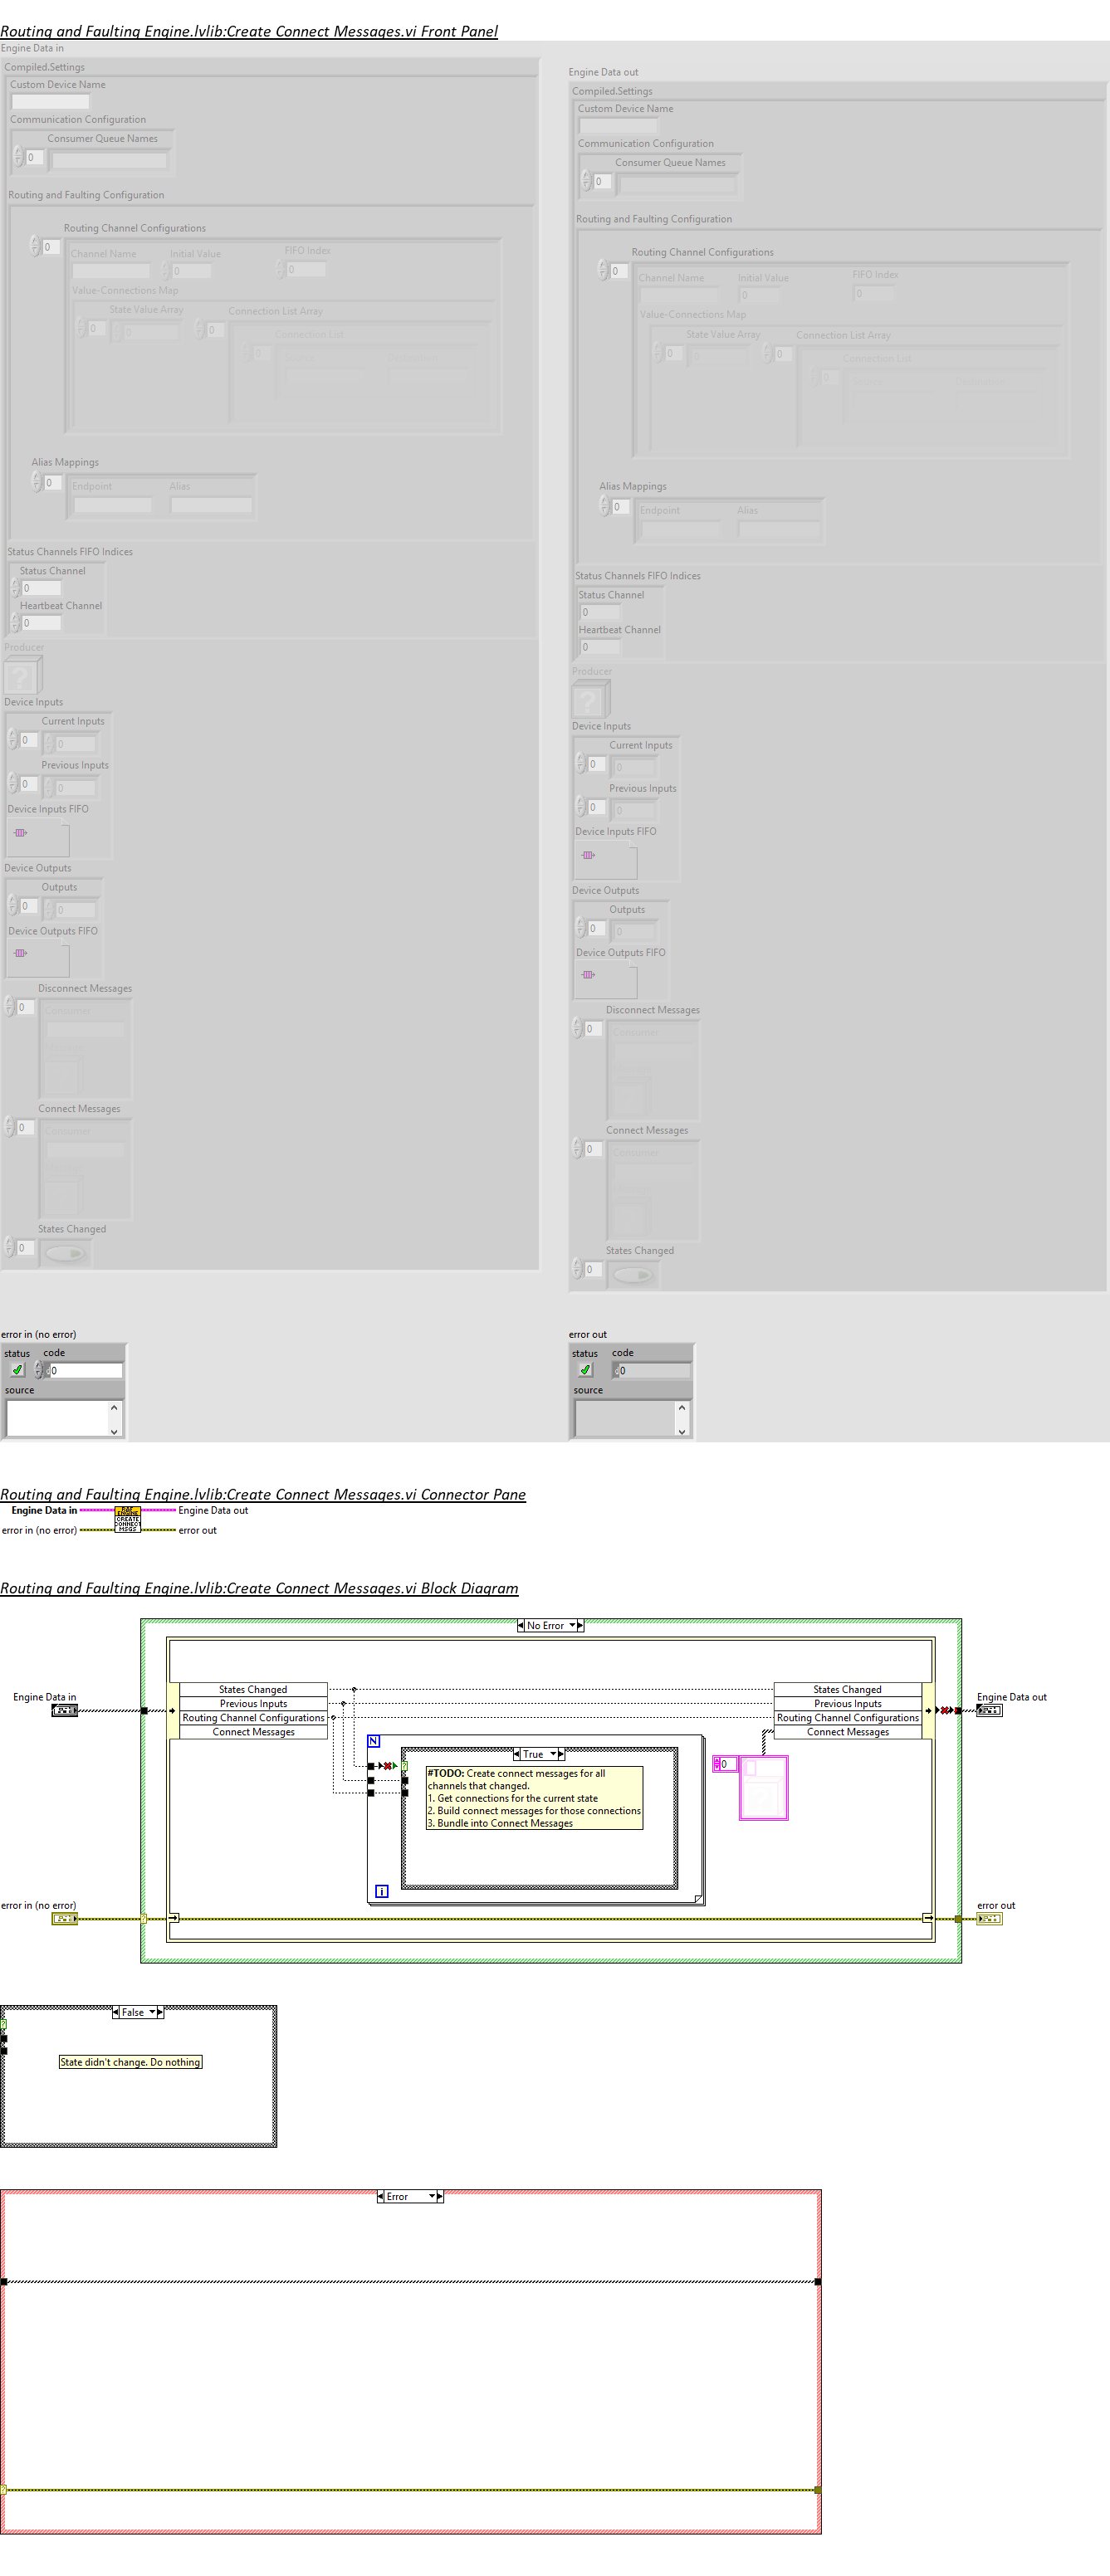 Routing and Faulting Engine.lvlib:Create Connect Messages.vi Front Panel
Engine Data in
Compiled.Settings
Custom Device Name
Communication Configuration
Consumer Queue Names
0
Routing and Faulting Configuration
Routing Channel Configurations
0
Channel Name
Initial Value
FIFO Index
0
0
Value-Connections Map
State Value Array
Connection List Array
0
0
0
Connection List
0
Alias Mappings
0
Endpoint
Alias
Status Channels FIFO Indices
Status Channel
0
Heartbeat Channel
0
Producer
?
Device Inputs
Current Inputs
0
0
Previous Inputs
0
0
Device Inputs FIFO
Device Outputs
Outputs
0
0
Device Outputs FIFO
Disconnect Messages
0
Consumer
Connect Messages
0
Consumer
States Changed
0
Engine Data out
Compiled.Settings
Custom Device Name
Communication Configuration
Consumer Queue Names
0
Routing and Faulting Configuration
Routing Channel Configurations
0
Channel Name
Initial Value
FIFO Index
0
0
Value-Connections Map
State Value Array
Connection List Array
0
0
0
Connection List
0
Alias Mappings
0
Endpoint
Alias
Status Channels FIFO Indices
Status Channel
0
Heartbeat Channel
0
Producer
?
Device Inputs
Current Inputs
0
0
Previous Inputs
0
0
Device Inputs FIFO
Device Outputs
Outputs
0
0
Device Outputs FIFO
Disconnect Messages
0
Consumer
Connect Messages
0
Consumer
States Changed
0
error in (no error)
status
code
0
source
error out
status
code
0
source
Routing and Faulting Engine.lvlib:Create Connect Messages.vi Connector Pane
Engine Data in
Engine Data out
ENGINE
CREATE
CONNECT
MSGS
error in (no error)
error out
Routing and Faulting Engine.lvlib:Create Connect Messages.vi Block Diagram
No Error
Engine Data in
States Changed
Previous Inputs
Routing Channel Configurations
Connect Messages
States Changed
Previous Inputs
Routing Channel Configurations
Connect Messages
Engine Data out
N
True
#TODO: Create connect messages for all
channels that changed.
1. Get connections for the current state
2. Build connect messages for those connections
3. Bundle into Connect Messages
0
i
error in (no error)
error out
False
State didn't change. Do nothing
Error